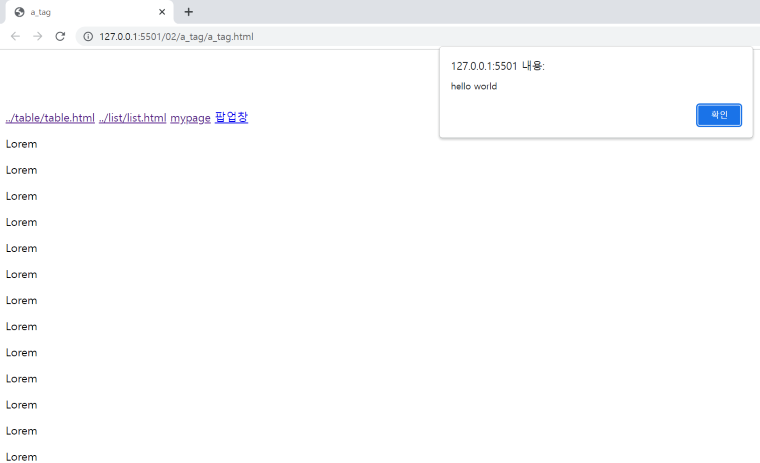 a_tag
127.0.0.1:5501/02/a_tag/a_tag.html
127.0.0.1:5501 내용:
hello world
확인
../table/table.html ../list/list.html mypage 팝업창
Lorem
Lorem
Lorem
Lorem
Lorem
Lorem
Lorem
Lorem
Lorem
Lorem
Lorem
Lorem
Lorem